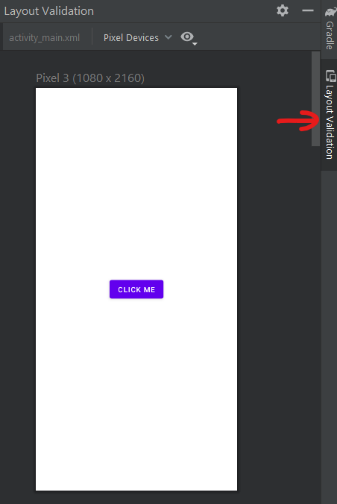 Layout Validation
activity_main.xml
Pixel Devices
Pixel 3 (1080 x 2160)
CLICK ME
Gradle
Layout Validation